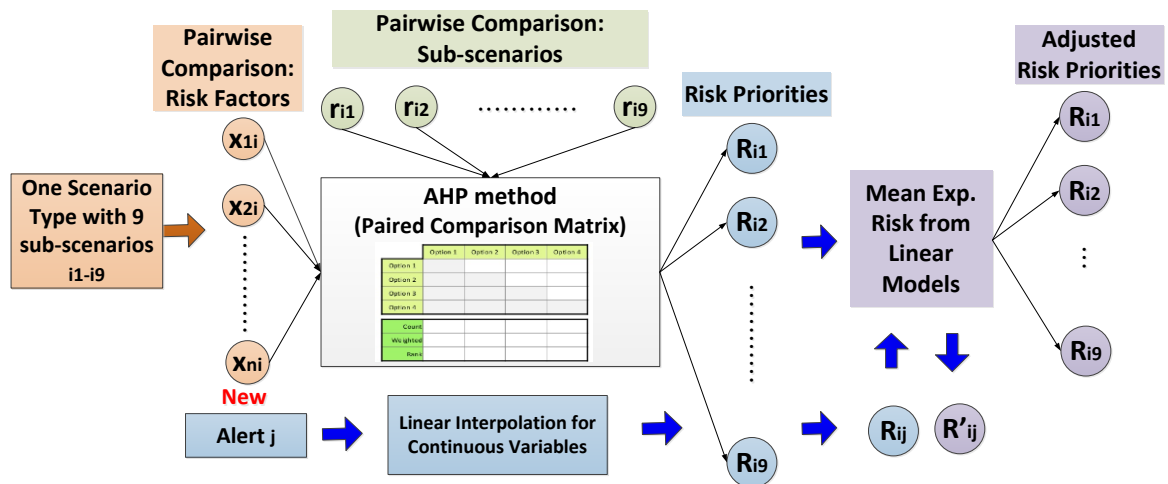 Pairwise
Comparison:
Risk Factors
Pairwise Comparison:
Sub-scenarios
Risk Priorities
Adjusted
Risk Priorities
ri1
ri2
............
ri9
x1i
x2i
xni
One Scenario
Type with 9
sub-scenarios
i1-i9
AHP method
(Paired Comparison Matrix)
Option 1 Option 2 Option 3 Option 4
Option 1
Option 2
Option 3
Option 4
Count
Weighted
Rank
Ri1
Ri2
Ri9
Mean Exp.
Risk from
Linear
Models
Ri1
Ri2
...
Ri9
New
Alert j
Linear Interpolation for
Continuous Variables
Rij
R'ij